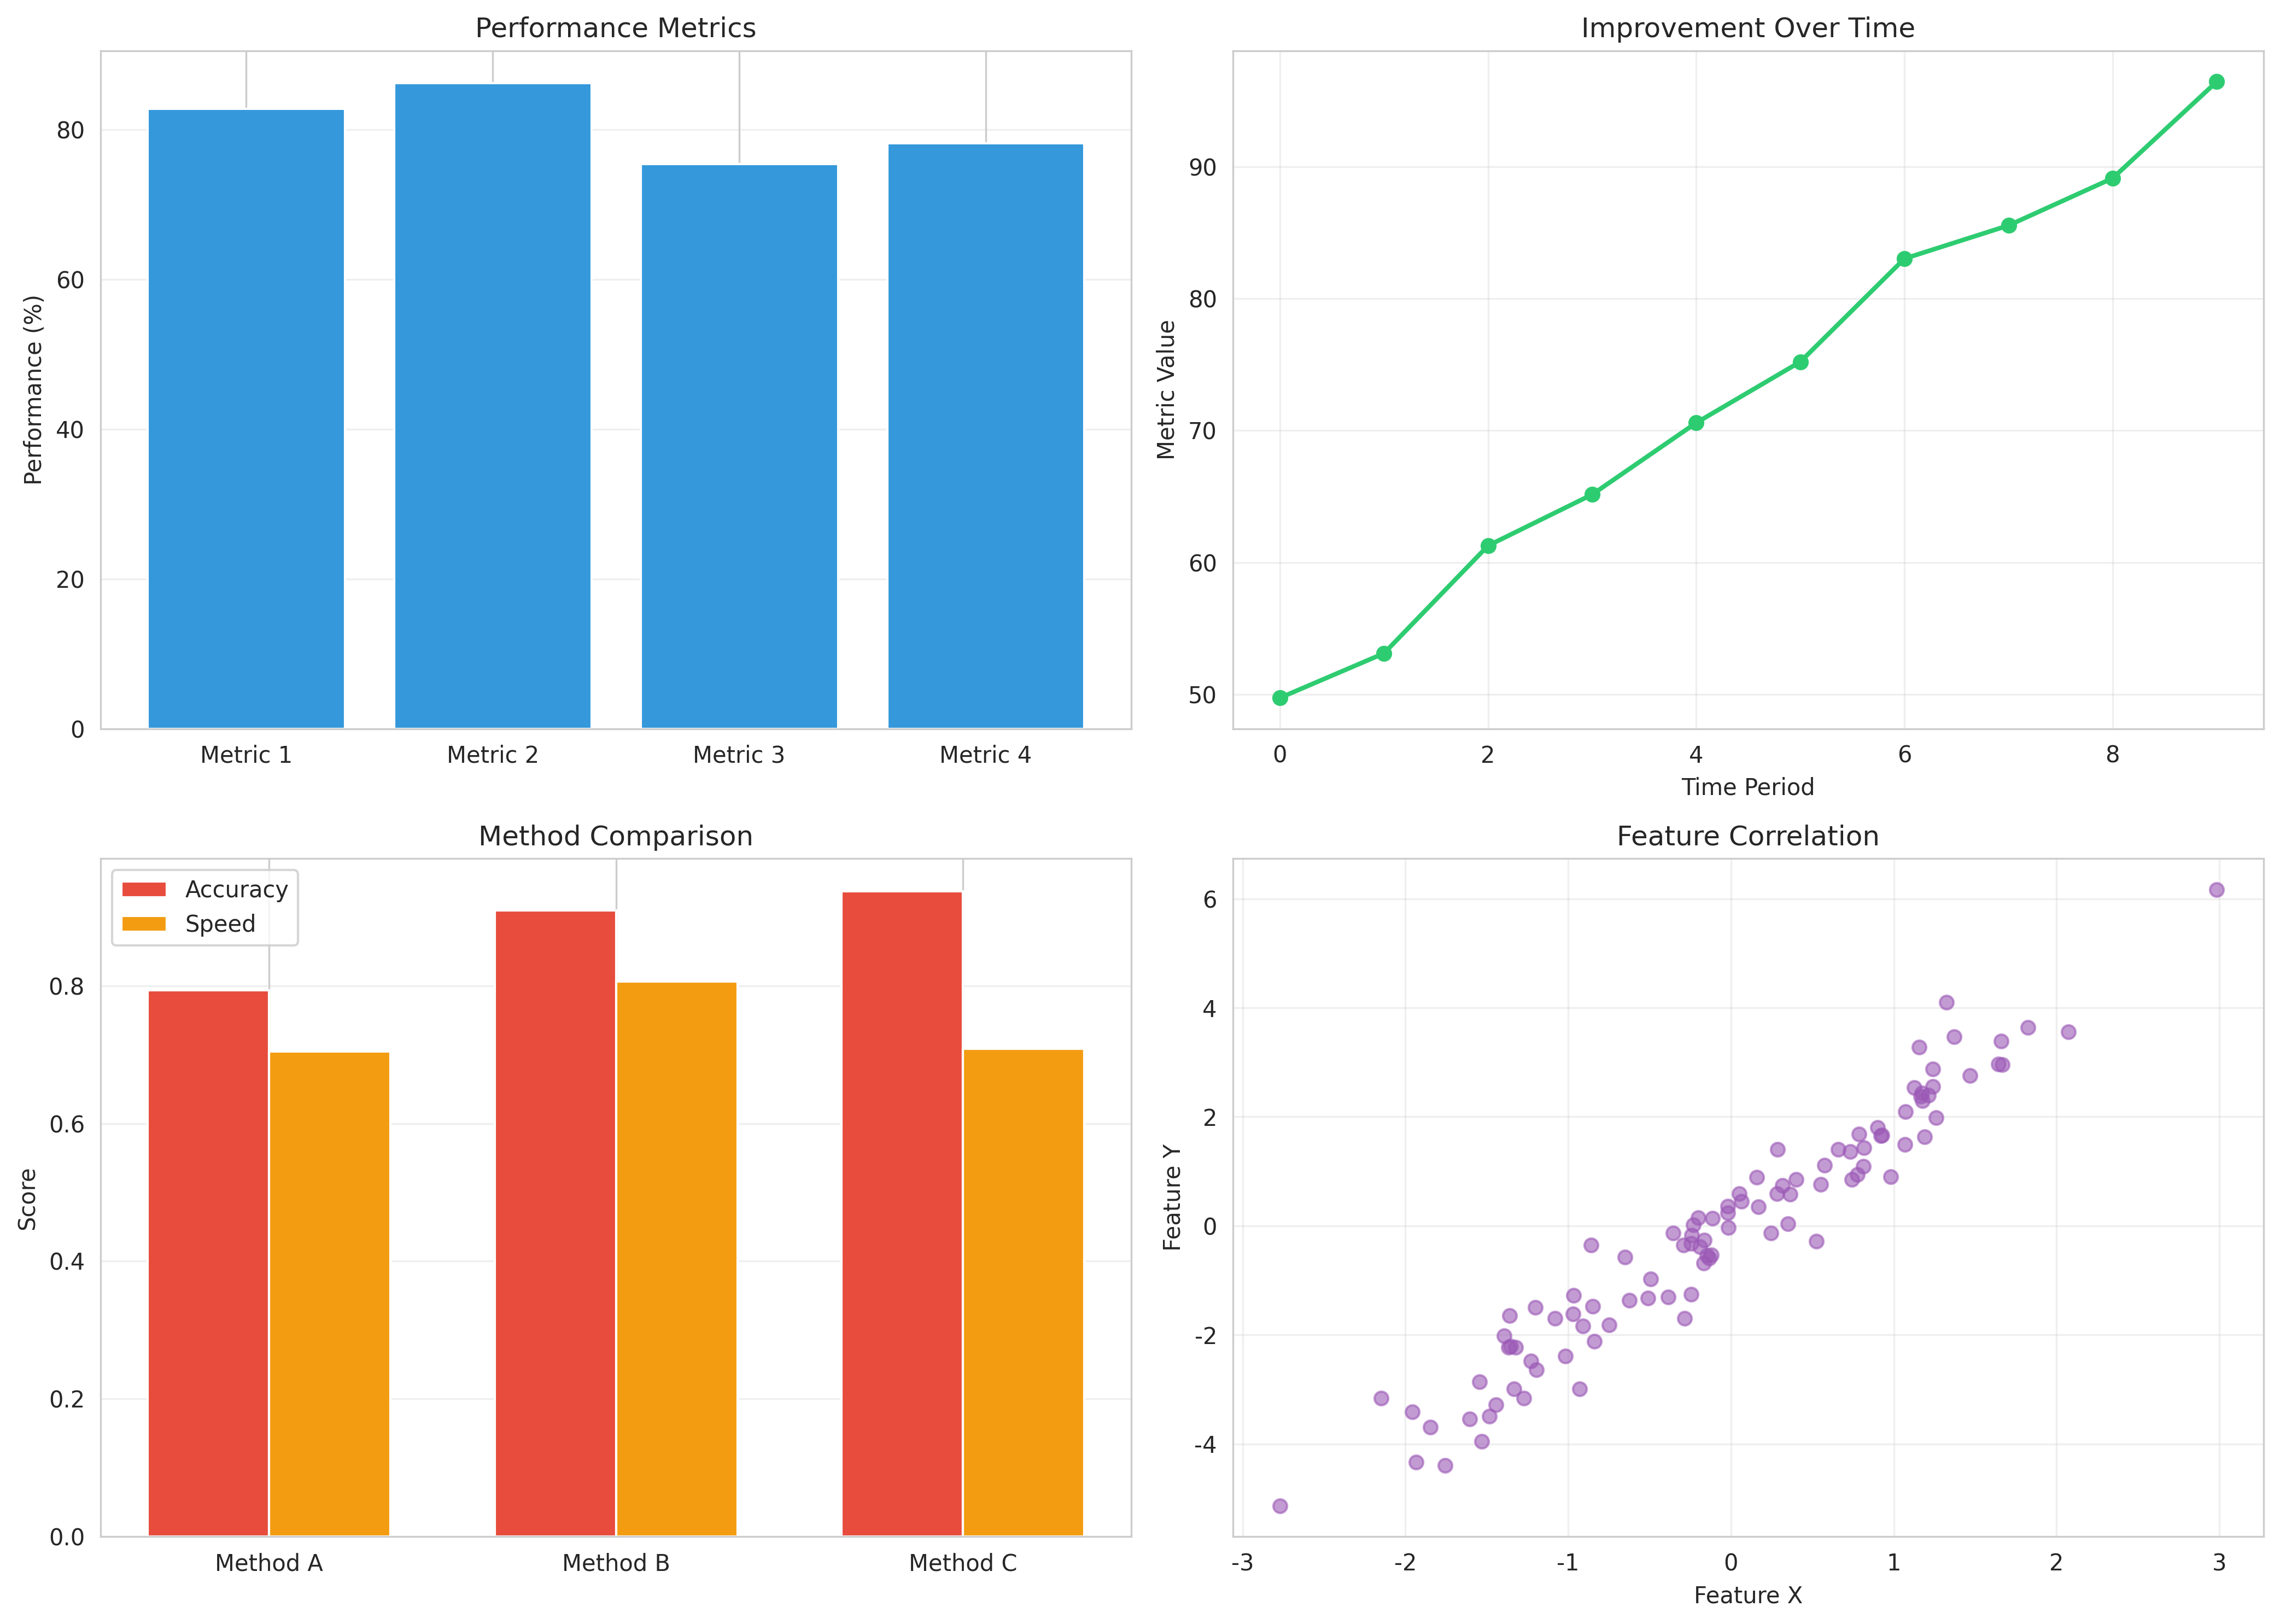 Performance Metrics
Performance (%)
80
60
40
20
0
Metric 1 Metric 2 Metric 3 Metric 4
Improvement Over Time
Metric Value
90
80
70
60
50
0 2 4 6 8
Time Period
Method Comparison
Accuracy
Speed
Score
0.8
0.6
0.4
0.2
0.0
Method A Method B Method C
Feature Correlation
Feature Y
6
4
2
0
-2
-4
-3 -2 -1 0 1 2 3
Feature X